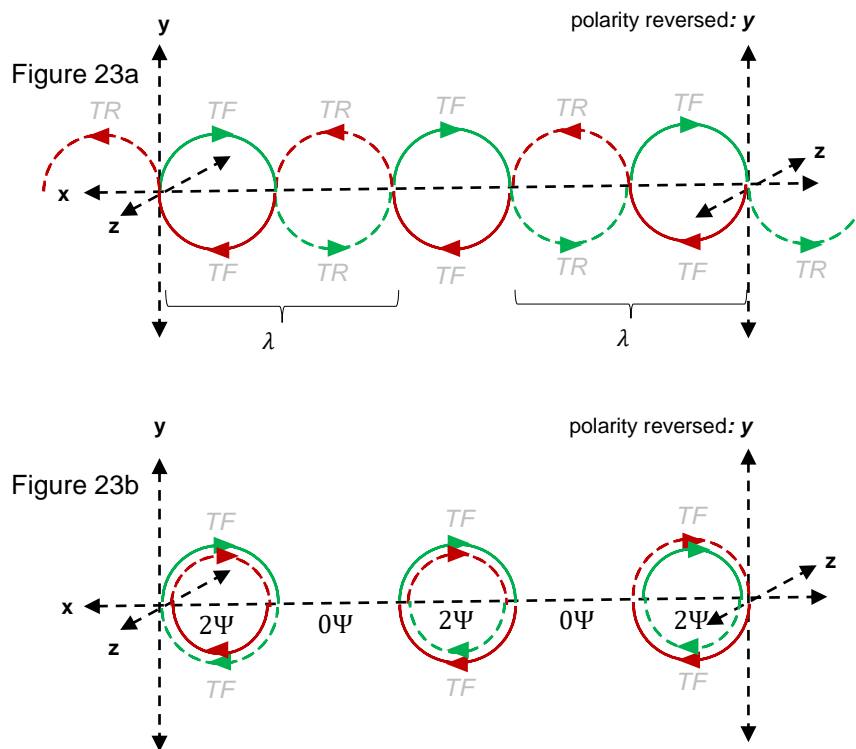 y
polarity reversed: y
Figure 23a
TR TF TR TF TR TF
x
z
z
TF TR TF TR TF TR
λ λ
y
polarity reversed: y
Figure 23b
TF TF TF
x
z
z
2Ψ 0Ψ 2Ψ 0Ψ 2Ψ
TF TF TF